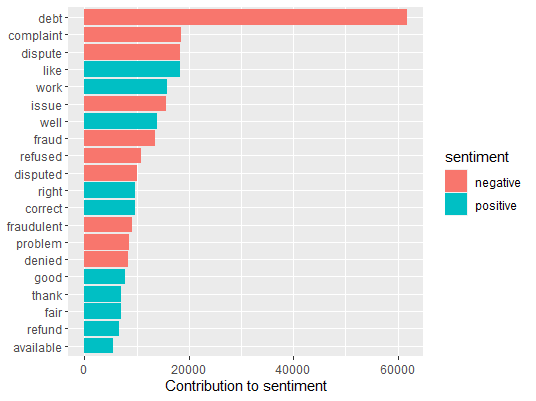 debt
complaint
dispute
like
work
issue
well
fraud
refused
disputed
right
correct
fraudulent
problem
denied
good
thank
fair
refund
available
0 20000 40000 60000
Contribution to sentiment
sentiment
negative
positive